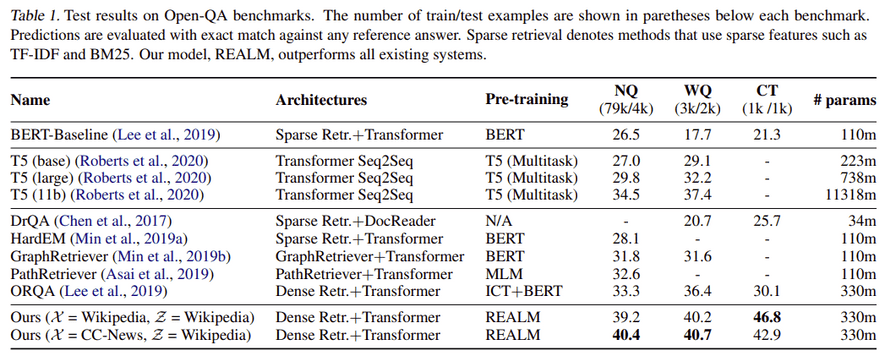 Table 1. Test results on Open-QA benchmarks. The number of train/test examples are shown in paretheses below each benchmark.
Predictions are evaluated with exact match against any reference answer. Sparse retrieval denotes methods that use sparse features such as
TF-IDF and BM25. Our model, REALM, outperforms all existing systems.
Name Architectures Pre-training NQ (79k/4k) WQ (3k/2k) CT (1k /1k) # params
BERT-Baseline (Lee et al., 2019) Sparse Retr.+Transformer BERT 26.5 17.7 21.3 110m
T5 (base) (Roberts et al., 2020) Transformer Seq2Seq T5 (Multitask) 27.0 29.1 - 223m
T5 (large) (Roberts et al., 2020) Transformer Seq2Seq T5 (Multitask) 29.8 32.2 - 738m
T5 (11b) (Roberts et al., 2020) Transformer Seq2Seq T5 (Multitask) 34.5 37.4 - 11318m
DrQA (Chen et al., 2017) Sparse Retr.+DocReader N/A - 20.7 25.7 34m
HardEM (Min et al., 2019a) Sparse Retr.+Transformer BERT 28.1 - - 110m
GraphRetriever (Min et al., 2019b) GraphRetriever+Transformer BERT 31.8 31.6 - 110m
PathRetriever (Asai et al., 2019) PathRetriever+Transformer MLM 32.6 - - 110m
ORQA (Lee et al., 2019) Dense Retr.+Transformer ICT+BERT 33.3 36.4 30.1 330m
Ours (𝒳 = Wikipedia, 𝒵 = Wikipedia) Dense Retr.+Transformer REALM 39.2 40.2 46.8 330m
Ours (𝒳 = CC-News, 𝒵 = Wikipedia) Dense Retr.+Transformer REALM 40.4 40.7 42.9 330m